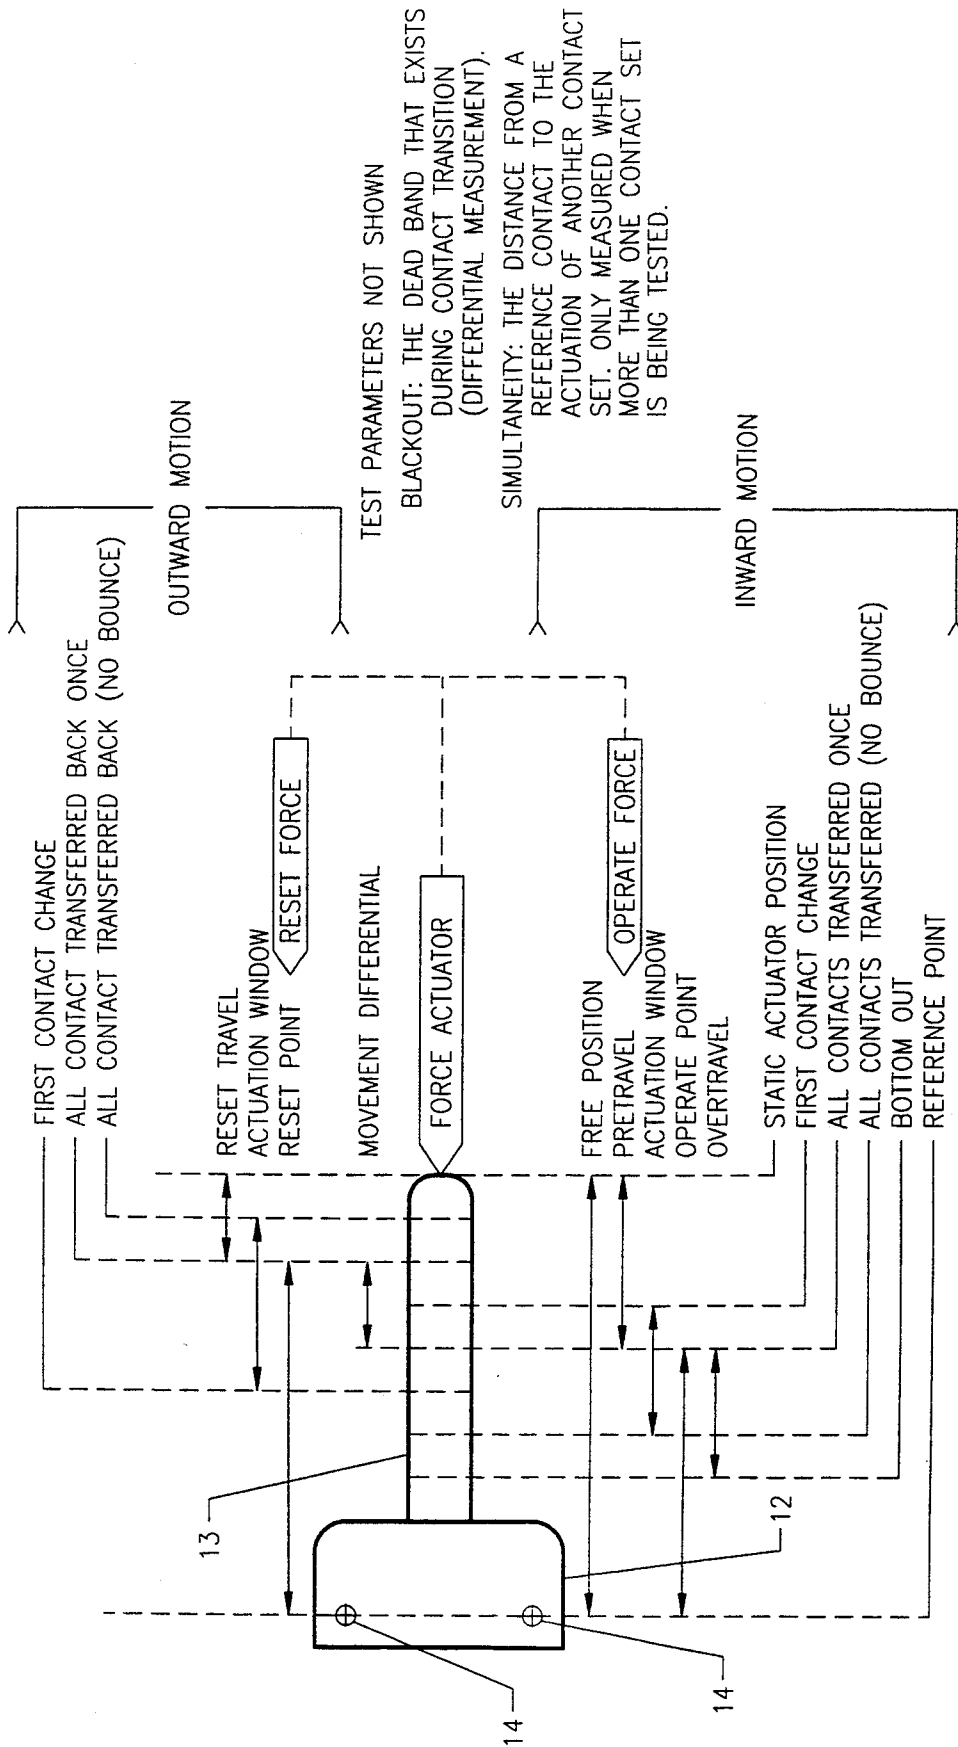 FIRST CONTACT CHANGE
ALL CONTACT TRANSFERRED BACK ONCE
ALL CONTACT TRANSFERRED BACK (NO BOUNCE)
OUTWARD MOTION
13
RESET TRAVEL
ACTUATION WINDOW
RESET POINT
RESET FORCE
MOVEMENT DIFFERENTIAL
FORCE ACTUATOR
14
14
12
FREE POSITION
PRETRAVEL
ACTUATION WINDOW
OPERATE POINT
OVERTRAVEL
OPERATE FORCE
STATIC ACTUATOR POSITION
FIRST CONTACT CHANGE
ALL CONTACTS TRANSFERRED ONCE
ALL CONTACTS TRANSFERRED (NO BOUNCE)
BOTTOM OUT
REFERENCE POINT
INWARD MOTION
TEST PARAMETERS NOT SHOWN
BLACKOUT: THE DEAD BAND THAT EXISTS
DURING CONTACT TRANSITION
(DIFFERENTIAL MEASUREMENT).
SIMULTANEITY: THE DISTANCE FROM A
REFERENCE CONTACT TO THE
ACTUATION OF ANOTHER CONTACT
SET. ONLY MEASURED WHEN
MORE THAN ONE CONTACT SET
IS BEING TESTED.